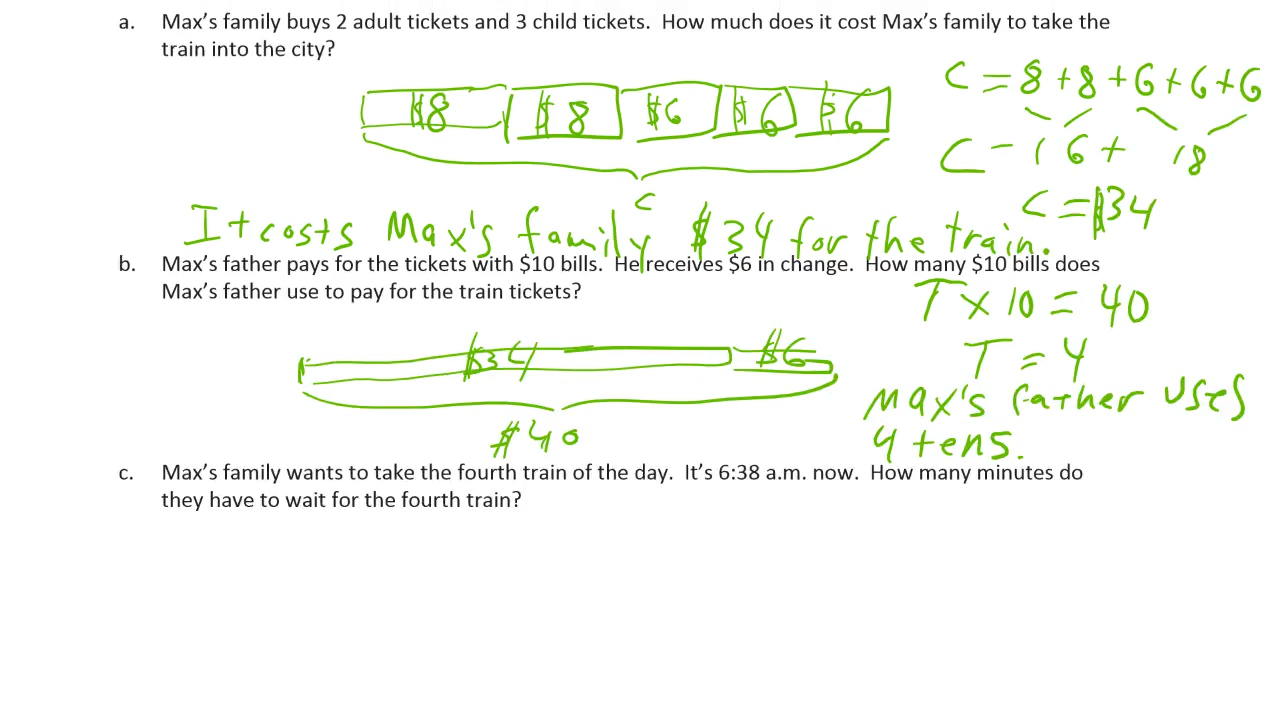 a. Max's family buys 2 adult tickets and 3 child tickets. How much does it cost Max's family to take the
train into the city?
C = 8 + 8 + 6 + 6 + 6
$8 $8 $6 $6 $6
C = 16 + 18
C
C = $34
It costs Max's family $34 for the train.
b. Max's father pays for the tickets with $10 bills. He receives $6 in change. How many $10 bills does
Max's father use to pay for the train tickets?
T × 10 = 40
$34 $6
T = 4
$40
Max's father uses
4 tens.
c. Max's family wants to take the fourth train of the day. It's 6:38 a.m. now. How many minutes do
they have to wait for the fourth train?